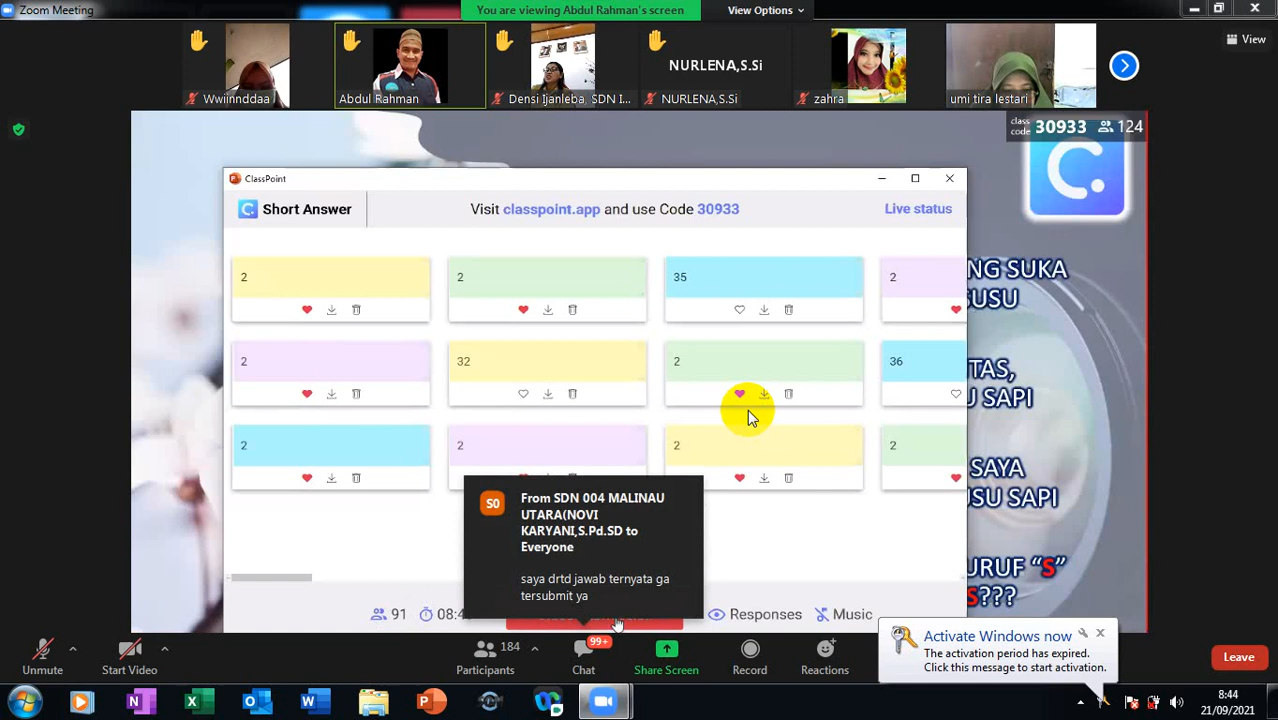 Zoom Meeting
You are viewing Abdul Rahman's screen
View Options
View
Wwiinnddaa
Abdul Rahman
Densi Ijanleba, SDN I...
NURLENA,S.Si
NURLENA,S.Si
zahra
umi tira lestari
class code 30933 124
ClassPoint
C. Short Answer
Visit classpoint.app and use Code 30933
Live status
2 2 35 2
2 32 2 36
2 2 2 2
NG SUKA
SUSU
TAS,
U SAPI
SAYA
USU SAPI
URUF “S”
S???
S0
From SDN 004 MALINAU
UTARA(NOVI
KARYANI,S.Pd.SD to
Everyone
saya drtd jawab ternyata ga
tersubmit ya
91
08:4
Responses
Music
Activate Windows now
The activation period has expired.
Click this message to start activation.
Unmute
Start Video
184
Participants
99+
Chat
Share Screen
Record
Reactions
Leave
8:44
21/09/2021